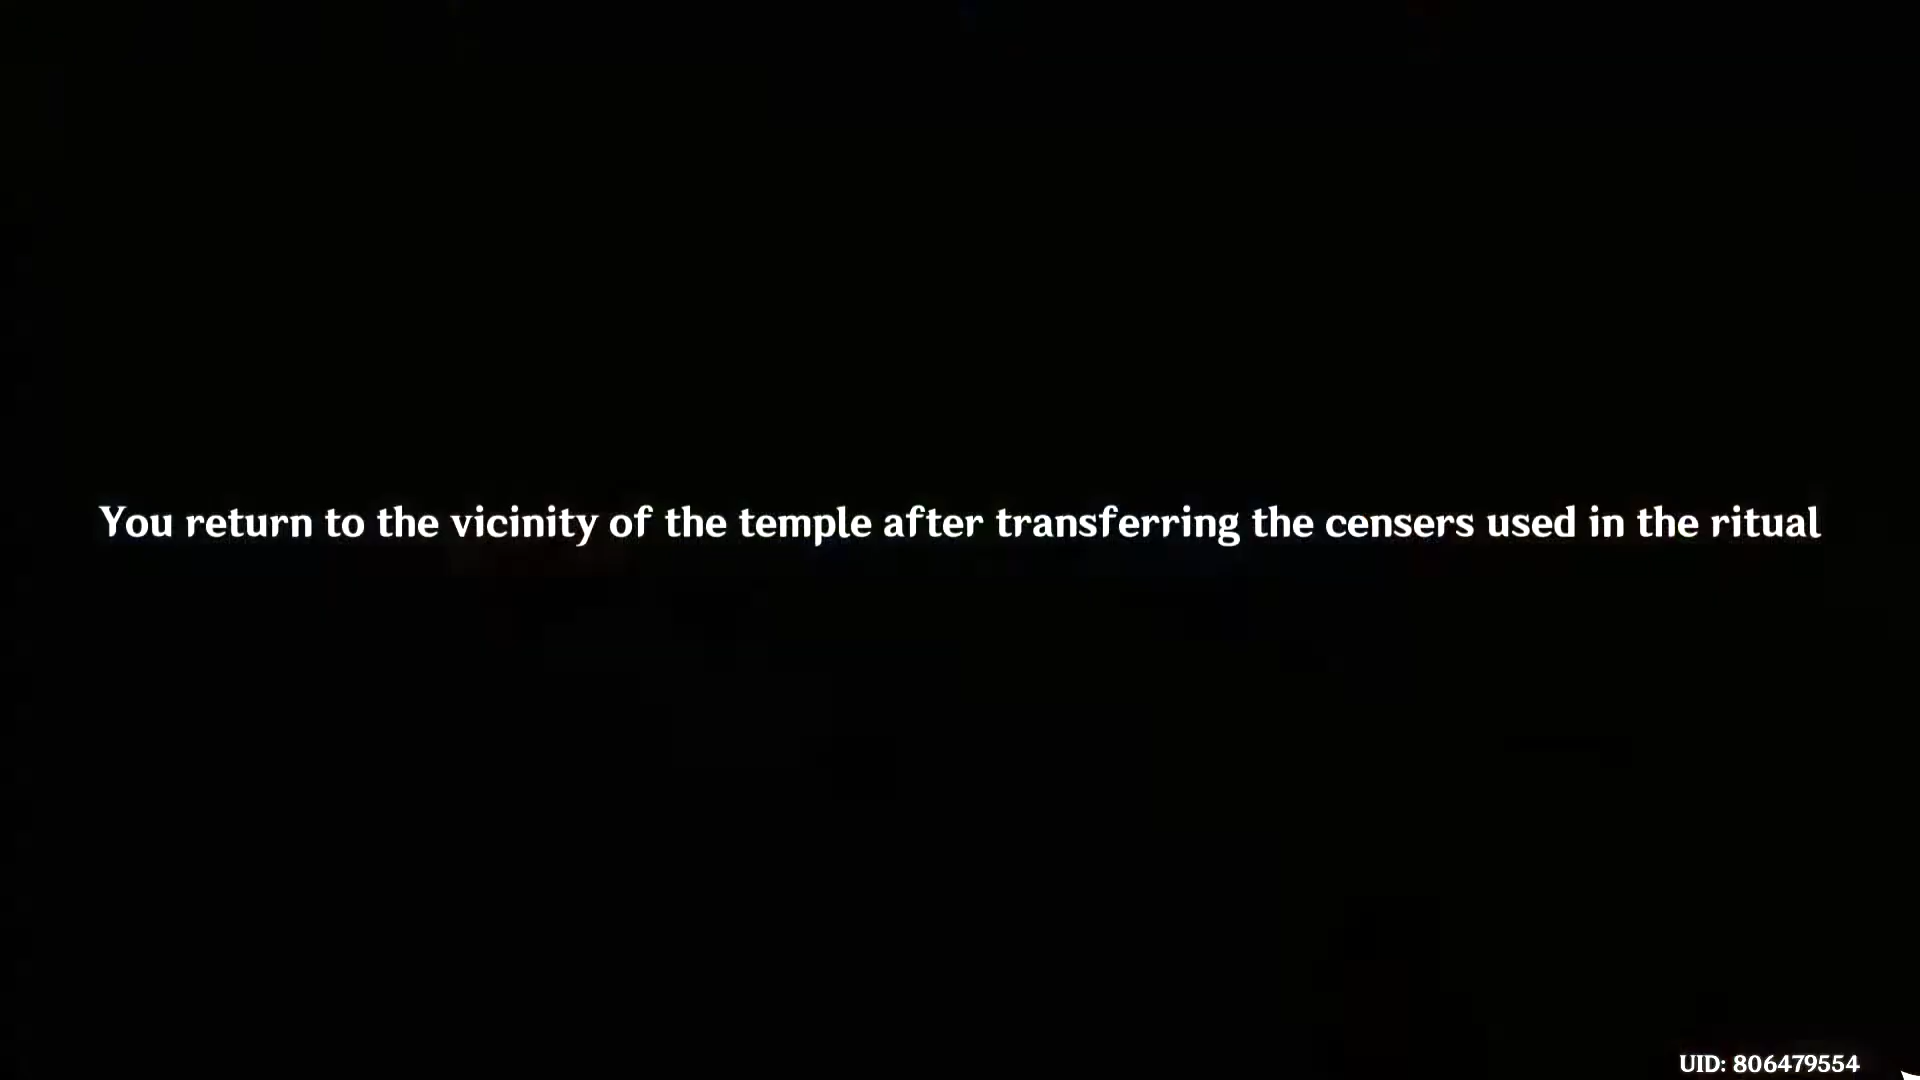 You return to the vicinity of the temple after transferring the censers used in the ritual
UID: 806479554